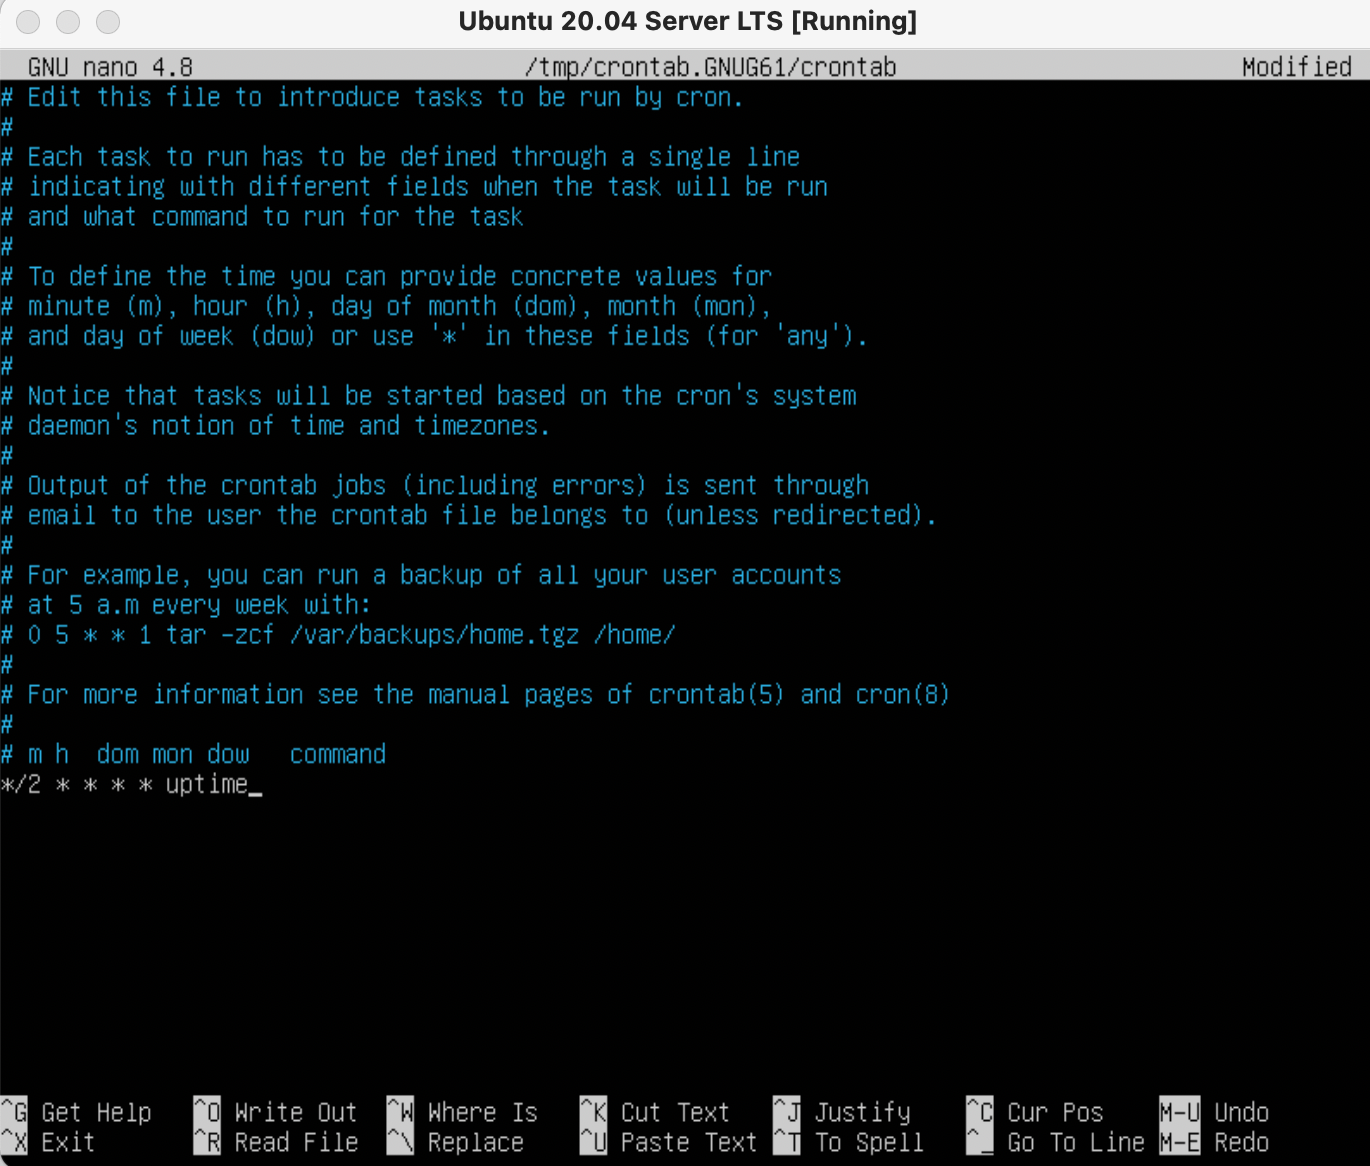 Ubuntu 20.04 Server LTS [Running]
GNU nano 4.8 /tmp/crontab.GNUG61/crontab Modified
# Edit this file to introduce tasks to be run by cron.
#
# Each task to run has to be defined through a single line
# indicating with different fields when the task will be run
# and what command to run for the task
#
# To define the time you can provide concrete values for
# minute (m), hour (h), day of month (dom), month (mon),
# and day of week (dow) or use '*' in these fields (for 'any').
#
# Notice that tasks will be started based on the cron's system
# daemon's notion of time and timezones.
#
# Output of the crontab jobs (including errors) is sent through
# email to the user the crontab file belongs to (unless redirected).
#
# For example, you can run a backup of all your user accounts
# at 5 a.m every week with:
# 0 5 * * 1 tar -zcf /var/backups/home.tgz /home/
#
# For more information see the manual pages of crontab(5) and cron(8)
#
# m h  dom mon dow   command
*/2 * * * * uptime_
^G Get Help ^O Write Out ^W Where Is ^K Cut Text ^J Justify ^C Cur Pos M-U Undo
^X Exit ^R Read File ^\ Replace ^U Paste Text ^T To Spell ^_ Go To Line M-E Redo